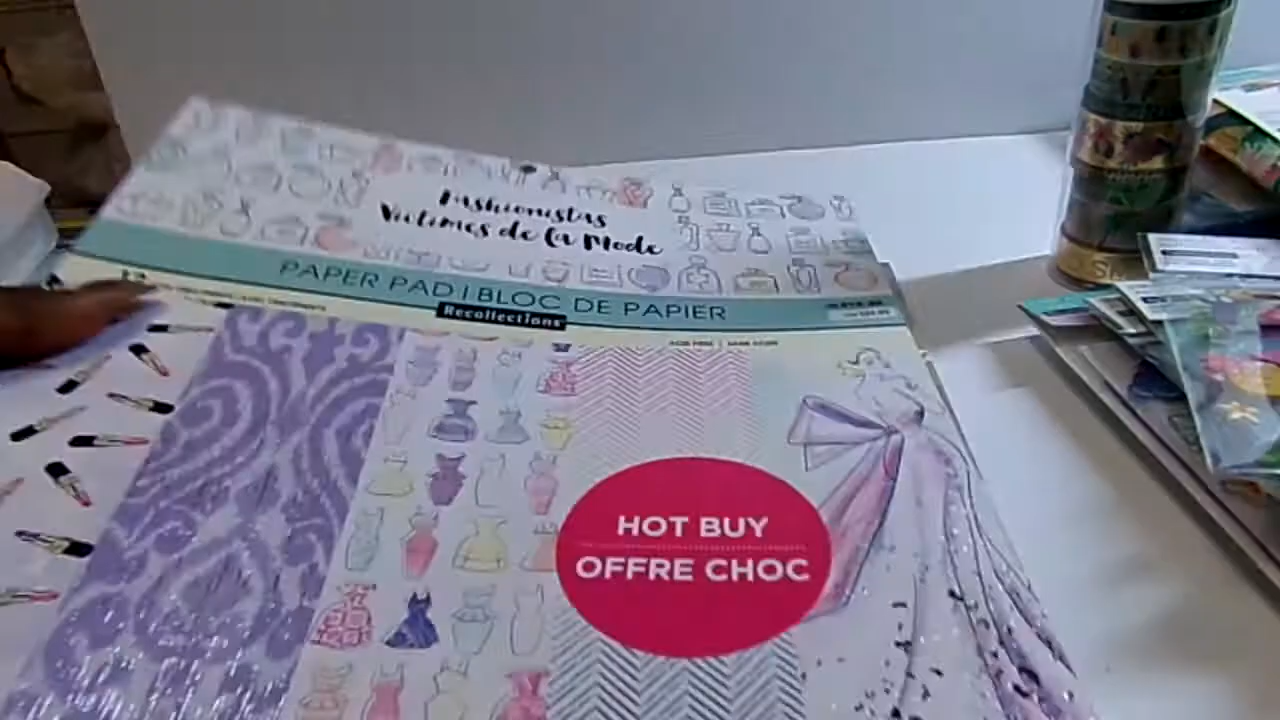 Fashionistas
Victimes de la Mode
PAPER PAD | BLOC DE PAPIER
Recollections
HOT BUY
OFFRE CHOC